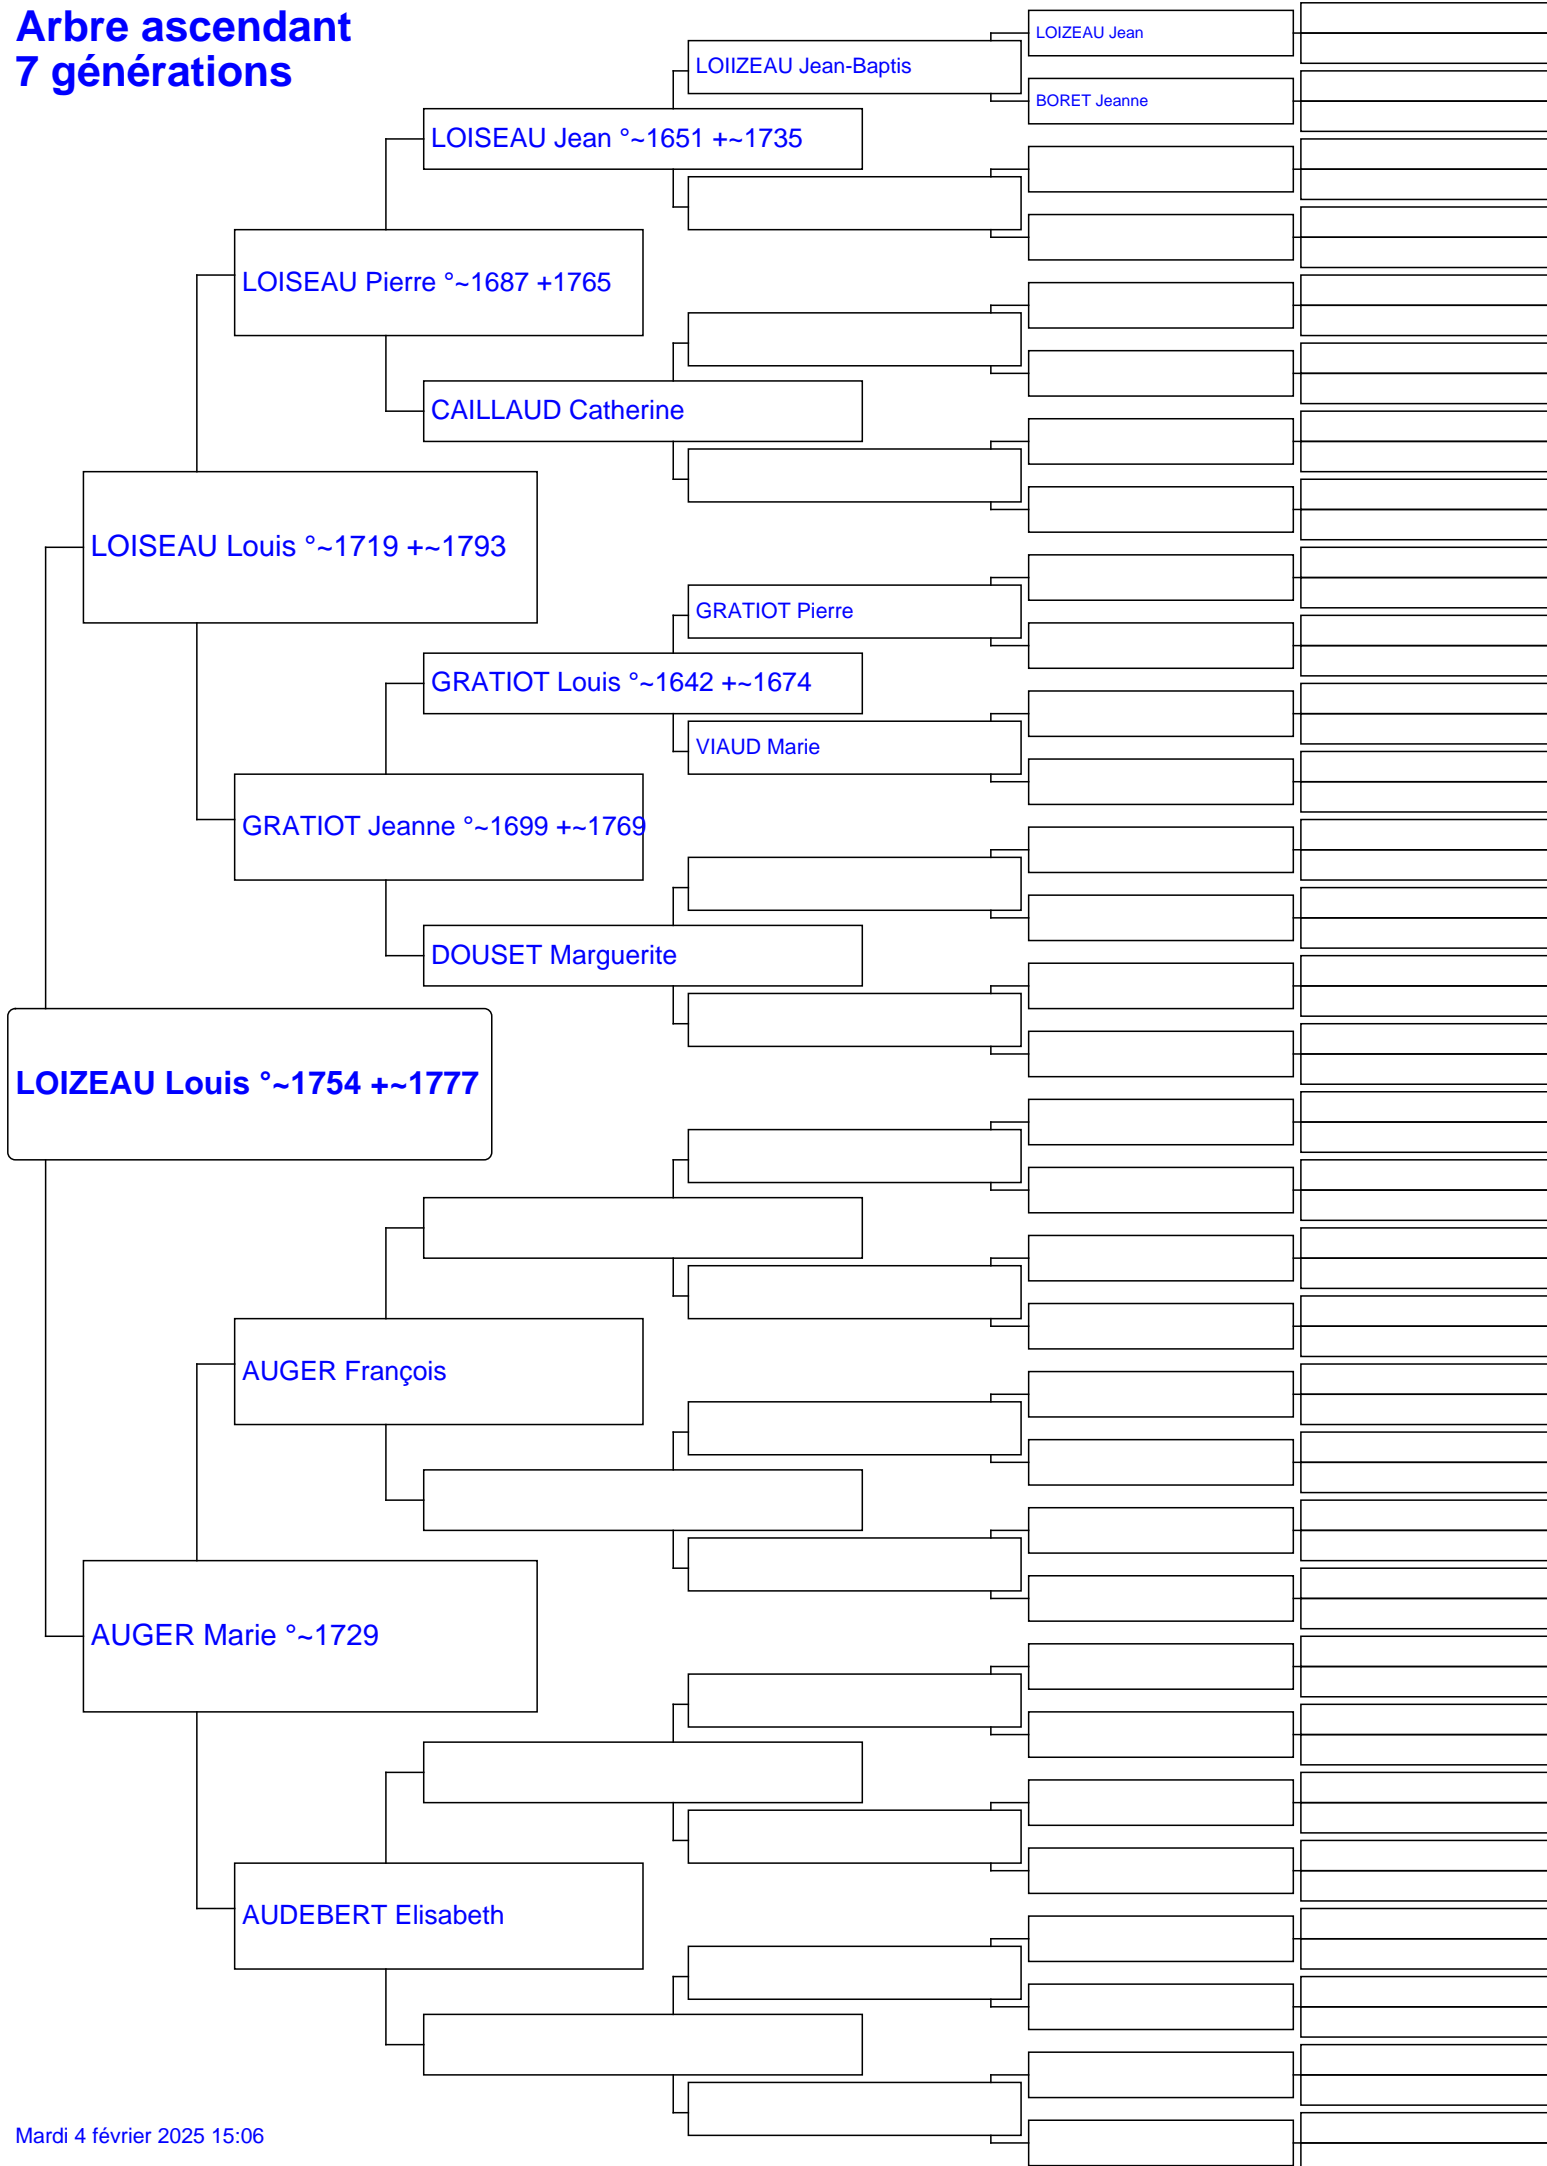 Arbre ascendant
7 générations
LOIZEAU Jean
LOIIZEAU Jean-Baptis
BORET Jeanne
LOISEAU Jean °~1651 +~1735
LOISEAU Pierre °~1687 +1765
CAILLAUD Catherine
LOISEAU Louis °~1719 +~1793
GRATIOT Pierre
GRATIOT Louis °~1642 +~1674
VIAUD Marie
GRATIOT Jeanne °~1699 +~1769
DOUSET Marguerite
LOIZEAU Louis °~1754 +~1777
AUGER François
AUGER Marie °~1729
AUDEBERT Elisabeth
Mardi 4 février 2025 15:06